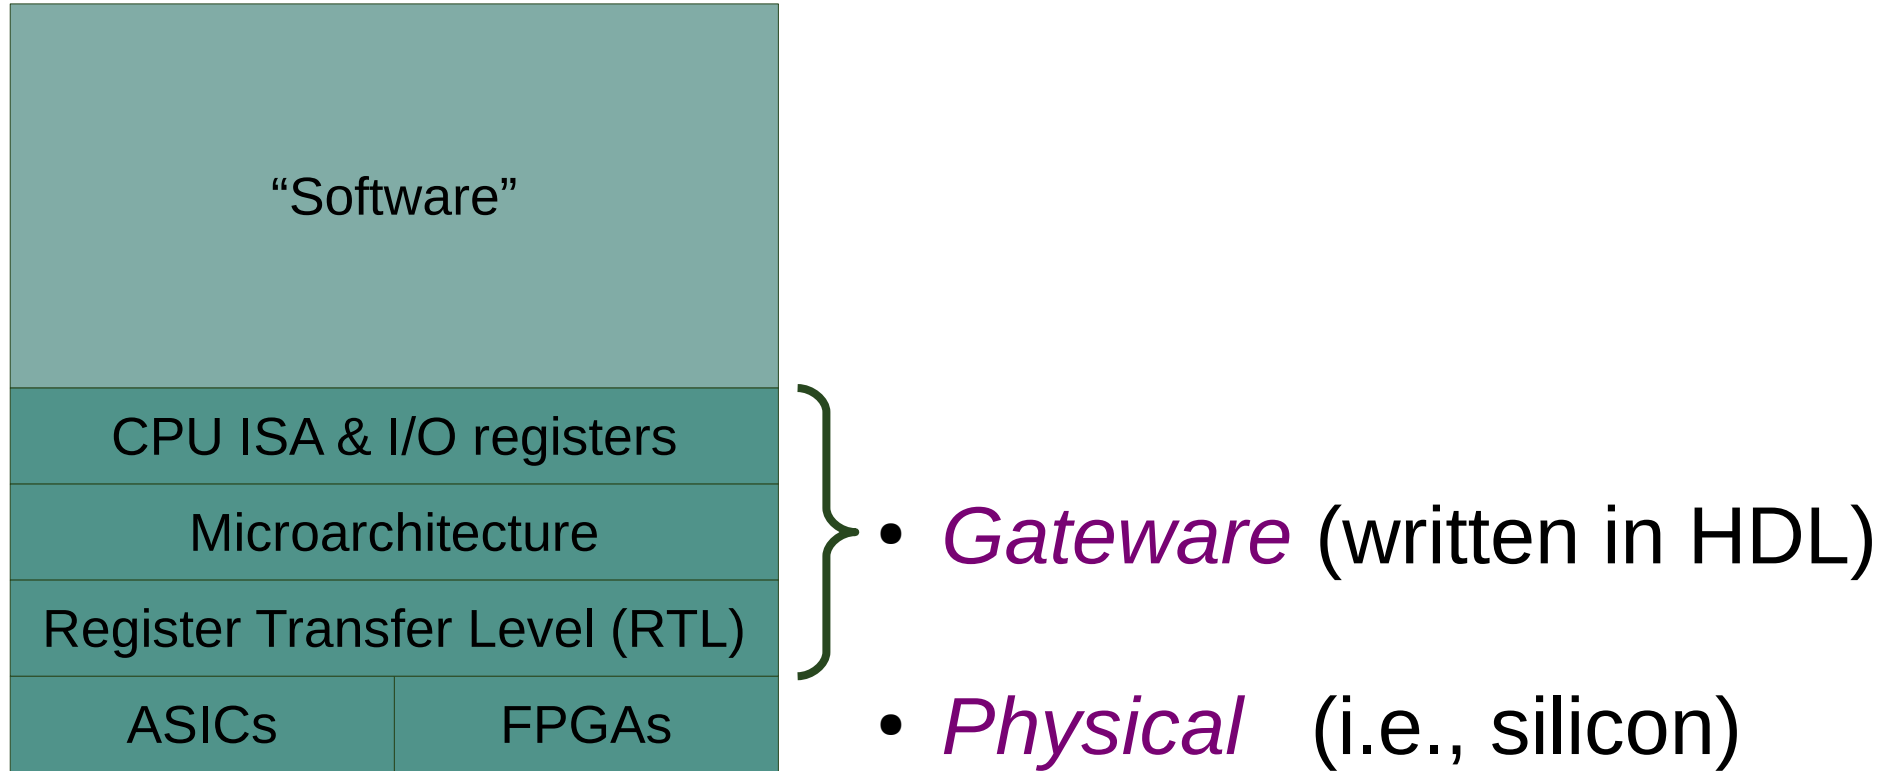 “Software”
CPU ISA & I/O registers
Microarchitecture
Register Transfer Level (RTL)
ASICs
FPGAs
• Gateware (written in HDL)
• Physical (i.e., silicon)